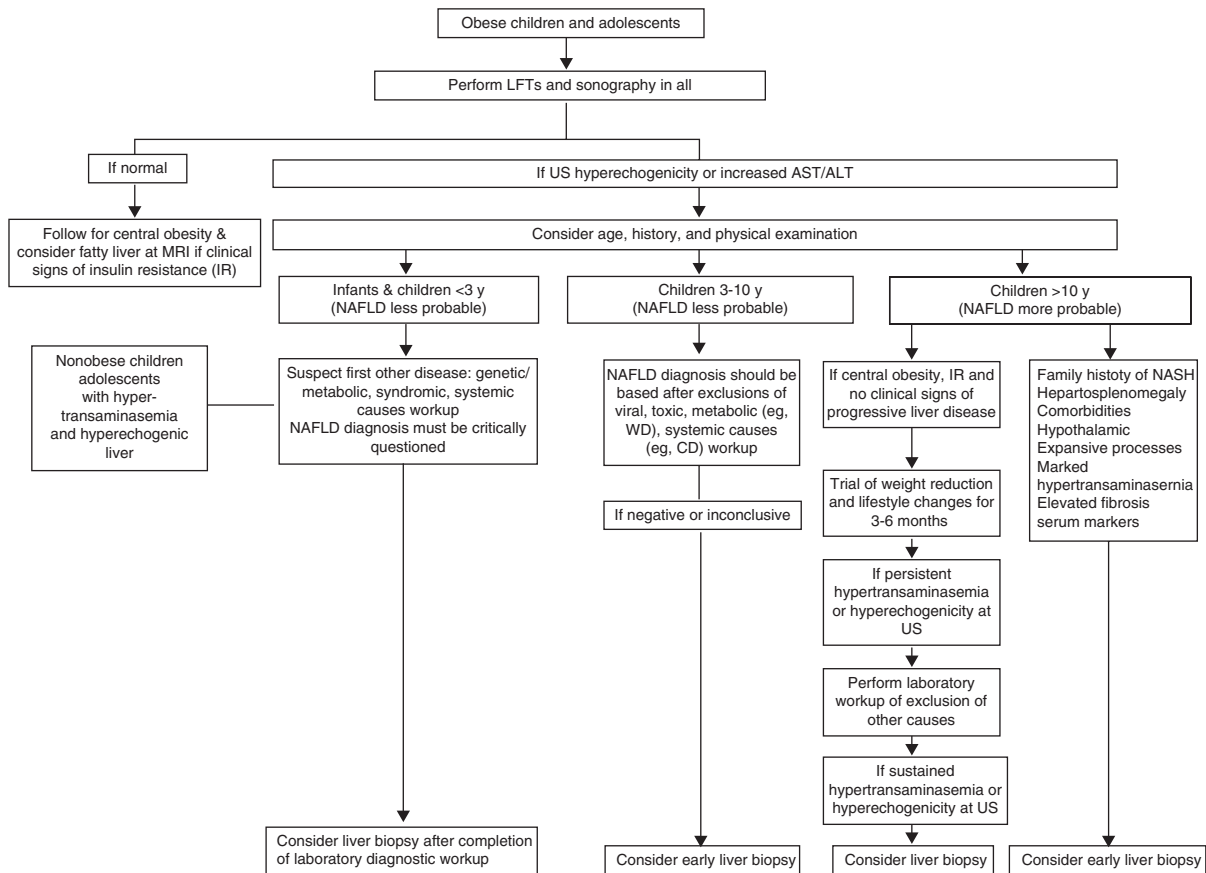 Obese children and adolescents
Perform LFTs and sonography in all
If normal
If US hyperechogenicity or increased AST/ALT
Follow for central obesity &
consider fatty liver at MRI if clinical
signs of insulin resistance (IR)
Consider age, history, and physical examination
Infants & children <3 y
(NAFLD less probable)
Children 3-10 y
(NAFLD less probable)
Children >10 y
(NAFLD more probable)
Nonobese children
adolescents
with hyper-
transaminasemia
and hyperechogenic
liver
Suspect first other disease: genetic/
metabolic, syndromic, systemic
causes workup
NAFLD diagnosis must be critically
questioned
NAFLD diagnosis should be
based after exclusions of
viral, toxic, metabolic (eg,
WD), systemic causes
(eg, CD) workup
If central obesity, IR and
no clinical signs of
progressive liver disease
Family histoty of NASH
Hepartosplenomegaly
Comorbidities
Hypothalamic
Expansive processes
Marked
hypertransaminasernia
Elevated fibrosis
serum markers
Trial of weight reduction
and lifestyle changes for
3-6 months
If negative or inconclusive
If persistent
hypertransaminasemia
or hyperechogenicity at
US
Perform laboratory
workup of exclusion of
other causes
If sustained
hypertransaminasemia or
hyperechogenicity at US
Consider liver biopsy after completion
of laboratory diagnostic workup
Consider early liver biopsy
Consider liver biopsy
Consider early liver biopsy